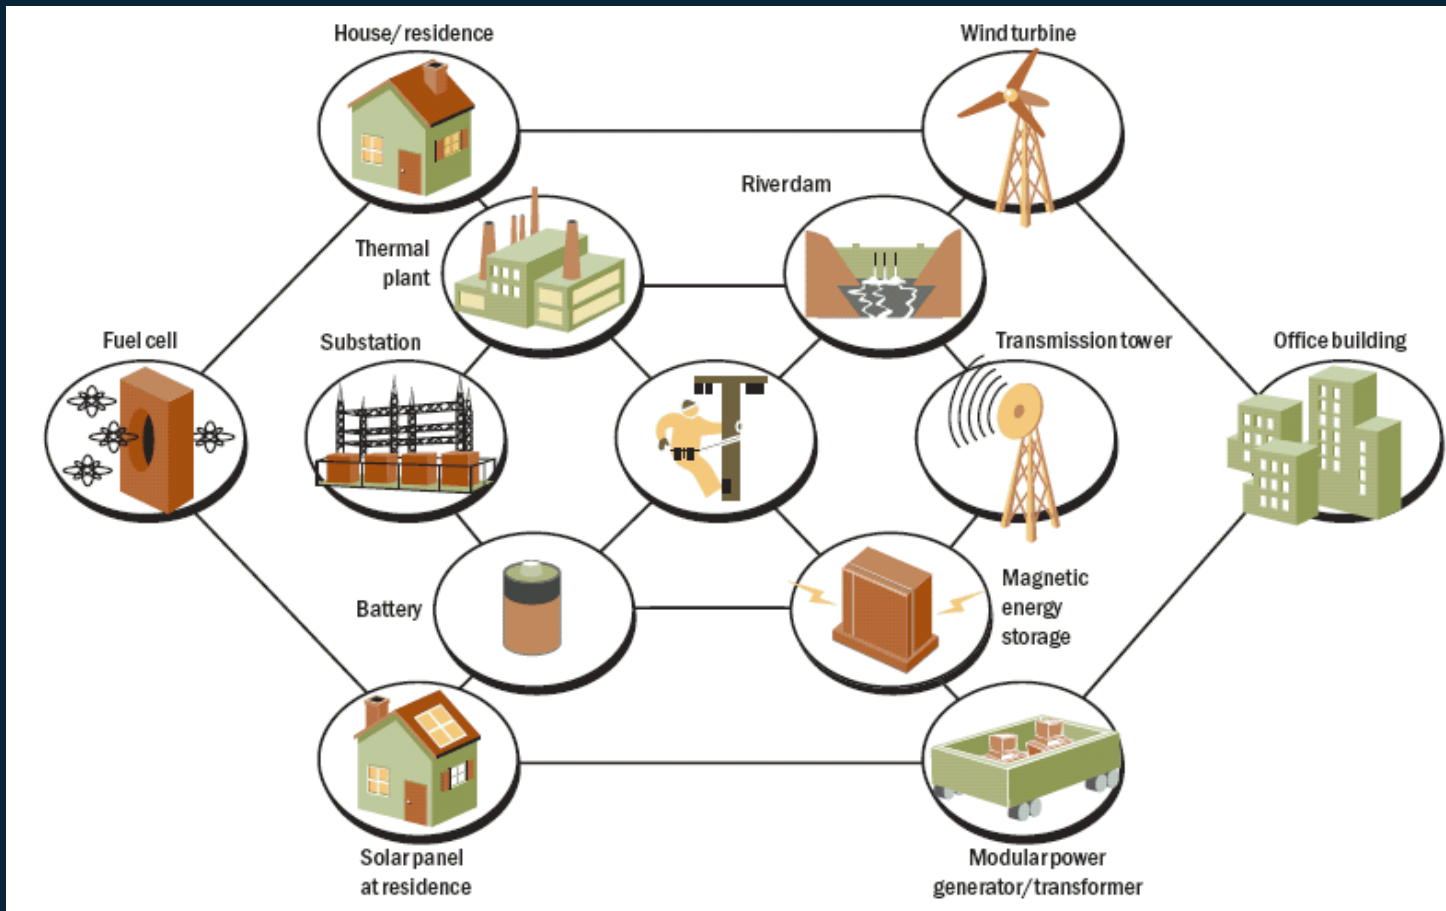 House/ residence
Wind turbine
Riverdam
Thermal
plant
Fuel cell
Substation
Transmission tower
Office building
Battery
Magnetic
energy
storage
Solar panel
at residence
Modular power
generator/transformer